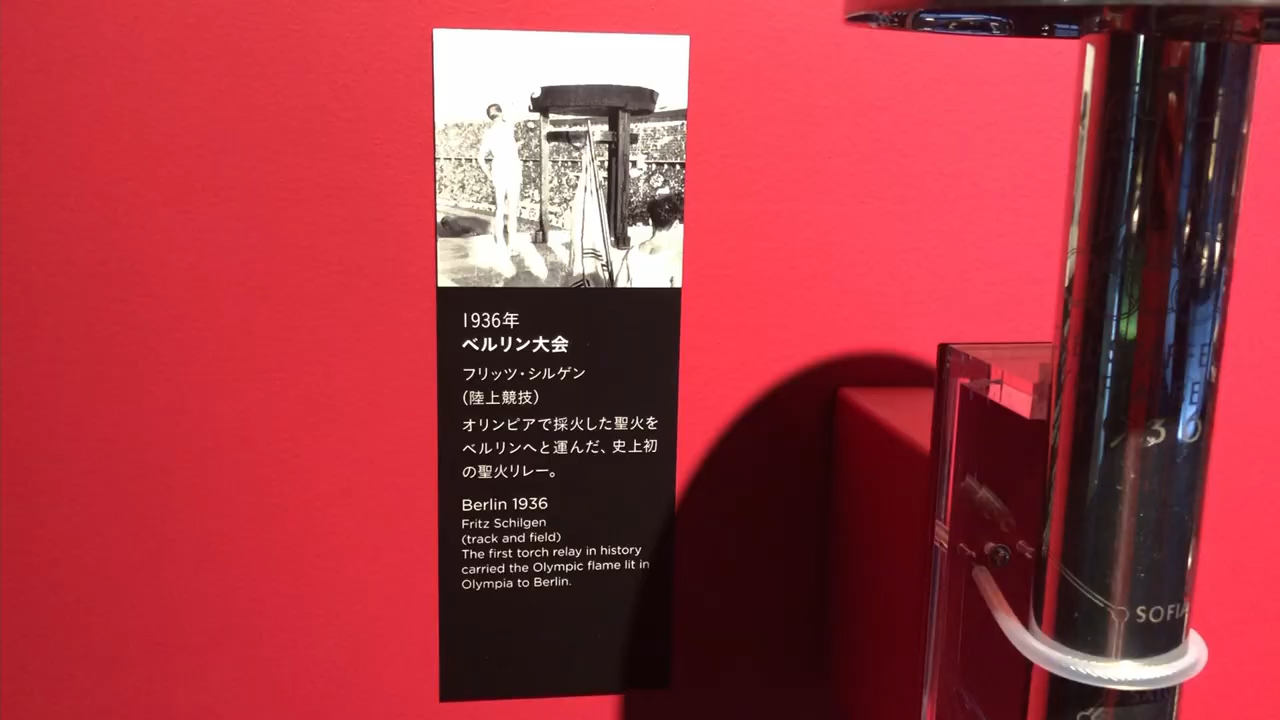 1936年
ベルリン大会
フリッツ・シルゲン
（陸上競技）
オリンピアで採火した聖火を
ベルリンへと運んだ、史上初
の聖火リレー。
Berlin 1936
Fritz Schilgen
(track and field)
The first torch relay in history
carried the Olympic flame lit in
Olympia to Berlin.
SOFIA